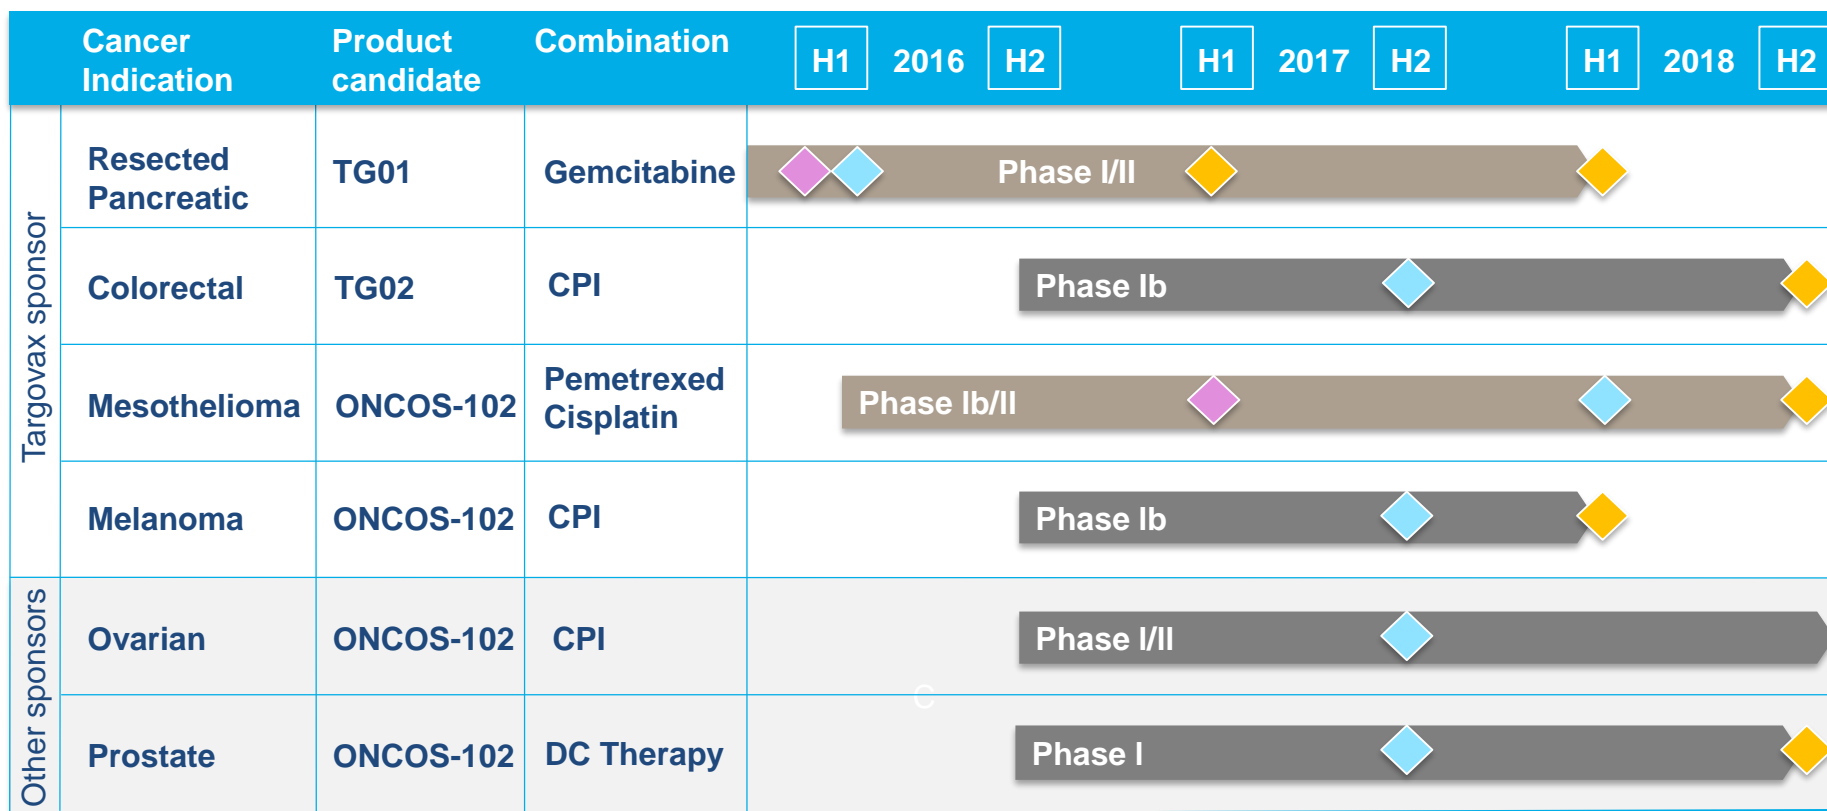 Cancer
Indication
Product
candidate
Combination
H1
2016
H2
H1
2017
H2
H1
2018
H2
Targovax sponsor
Resected
Pancreatic
TG01
Gemcitabine
Phase I/II
Colorectal
TG02
CPI
Phase Ib
Mesothelioma
ONCOS-102
Pemetrexed
Cisplatin
Phase Ib/II
Melanoma
ONCOS-102
CPI
Phase Ib
Other sponsors
Ovarian
ONCOS-102
CPI
Phase I/II
C
Prostate
ONCOS-102
DC Therapy
Phase I